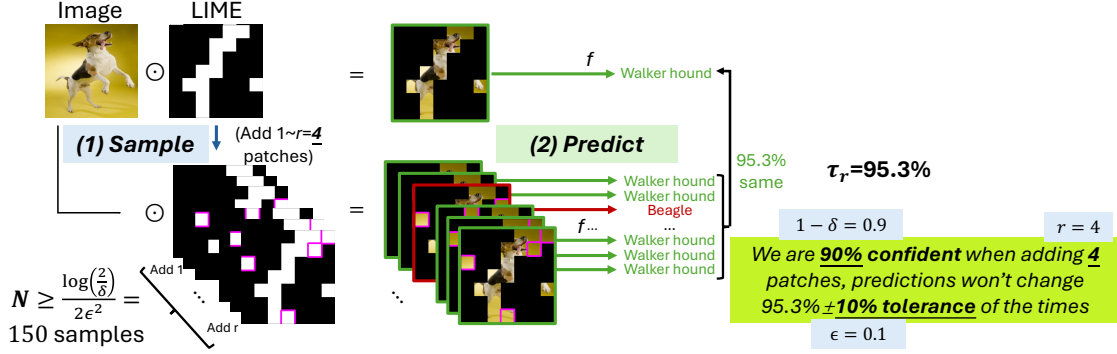 Image
LIME
⊙
=
f
Walker hound
(1) Sample
(Add 1~r=4
patches)
(2) Predict
95.3%
same
τr=95.3%
⊙
=
Walker hound
Walker hound
Beagle
f ...
...
Walker hound
Walker hound
Walker hound
Add 1
...
Add r
...
N ≥ log(2/δ) / 2ϵ² =
150 samples
1 − δ = 0.9
r = 4
We are 90% confident when adding 4
patches, predictions won't change
95.3% ±10% tolerance of the times
ϵ = 0.1